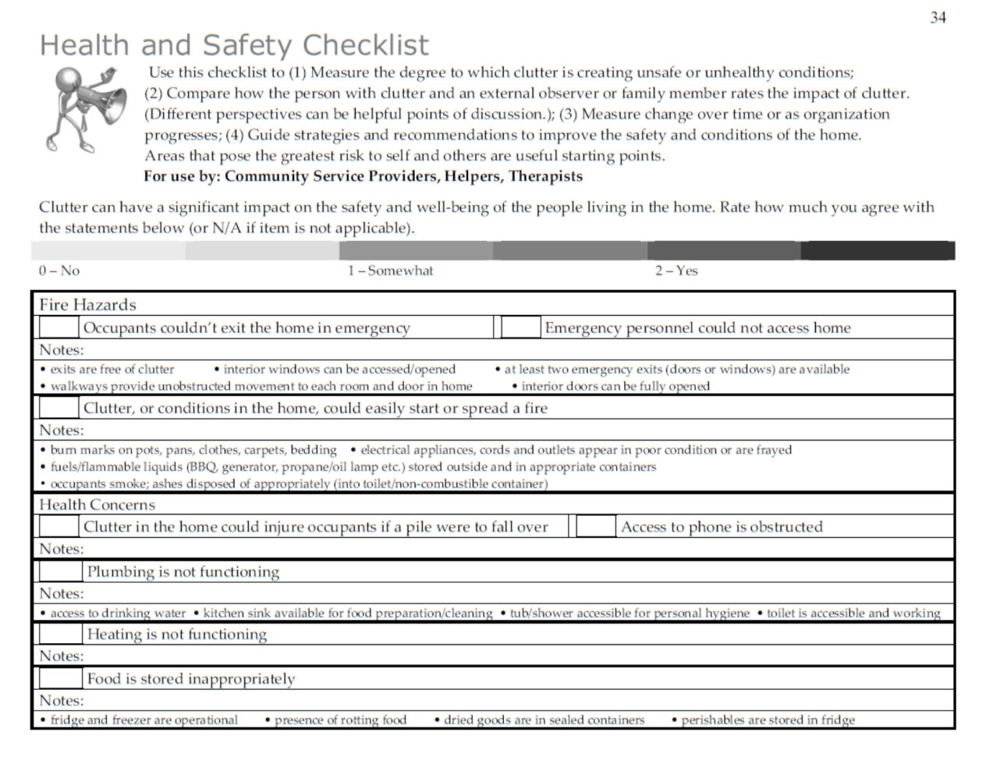 34
Health and Safety Checklist
Use this checklist to (1) Measure the degree to which clutter is creating unsafe or unhealthy conditions;
(2) Compare how the person with clutter and an external observer or family member rates the impact of clutter.
(Different perspectives can be helpful points of discussion.); (3) Measure change over time or as organization
progresses; (4) Guide strategies and recommendations to improve the safety and conditions of the home.
Areas that pose the greatest risk to self and others are useful starting points.
For use by: Community Service Providers, Helpers, Therapists
Clutter can have a significant impact on the safety and well-being of the people living in the home. Rate how much you agree with
the statements below (or N/A if item is not applicable).
0 – No 1 – Somewhat 2 – Yes
Fire Hazards
Occupants couldn't exit the home in emergency Emergency personnel could not access home
Notes:
• exits are free of clutter • interior windows can be accessed/opened • at least two emergency exits (doors or windows) are available
• walkways provide unobstructed movement to each room and door in home • interior doors can be fully opened
Clutter, or conditions in the home, could easily start or spread a fire
Notes:
• burn marks on pots, pans, clothes, carpets, bedding • electrical appliances, cords and outlets appear in poor condition or are frayed
• fuels/flammable liquids (BBQ, generator, propane/oil lamp etc.) stored outside and in appropriate containers
• occupants smoke; ashes disposed of appropriately (into toilet/non-combustible container)
Health Concerns
Clutter in the home could injure occupants if a pile were to fall over Access to phone is obstructed
Notes:
Plumbing is not functioning
Notes:
• access to drinking water • kitchen sink available for food preparation/cleaning • tub/shower accessible for personal hygiene • toilet is accessible and working
Heating is not functioning
Notes:
Food is stored inappropriately
Notes:
• fridge and freezer are operational • presence of rotting food • dried goods are in sealed containers • perishables are stored in fridge